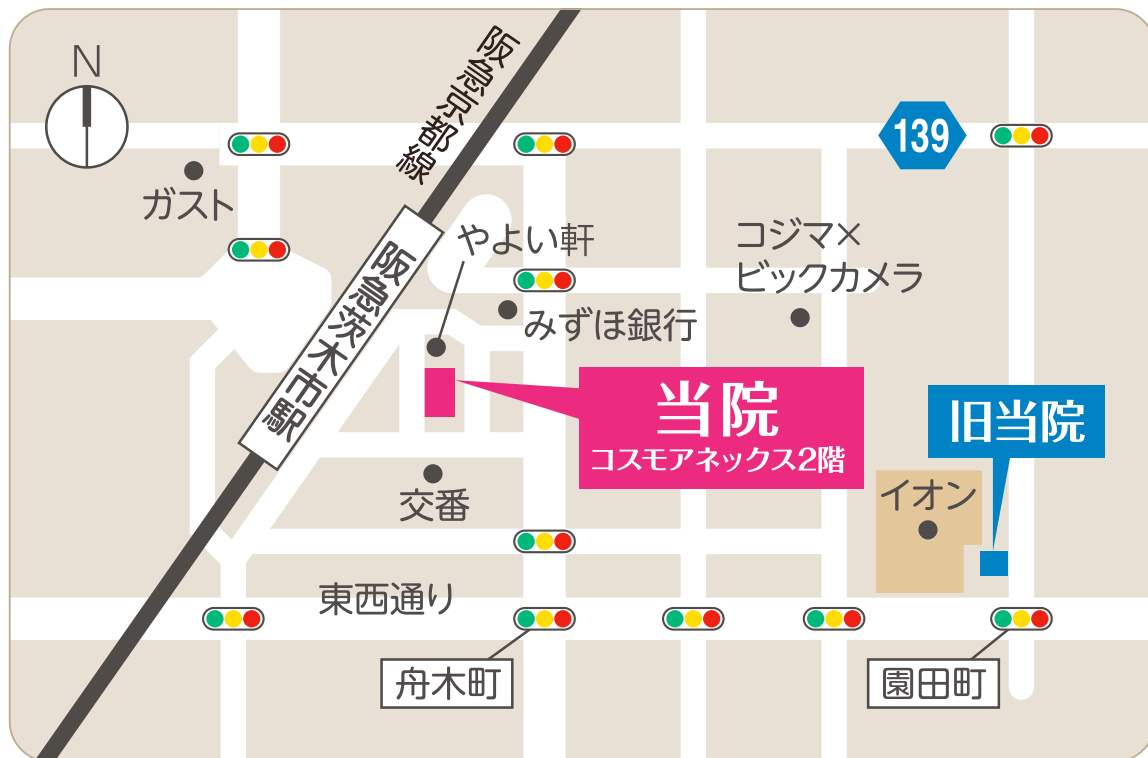 N
阪急京都線
139
ガスト
やよい軒
コジマ×
ビックカメラ
阪急茨木市駅
みずほ銀行
当院
コスモアネックス2階
旧当院
イオン
交番
東西通り
舟木町
園田町